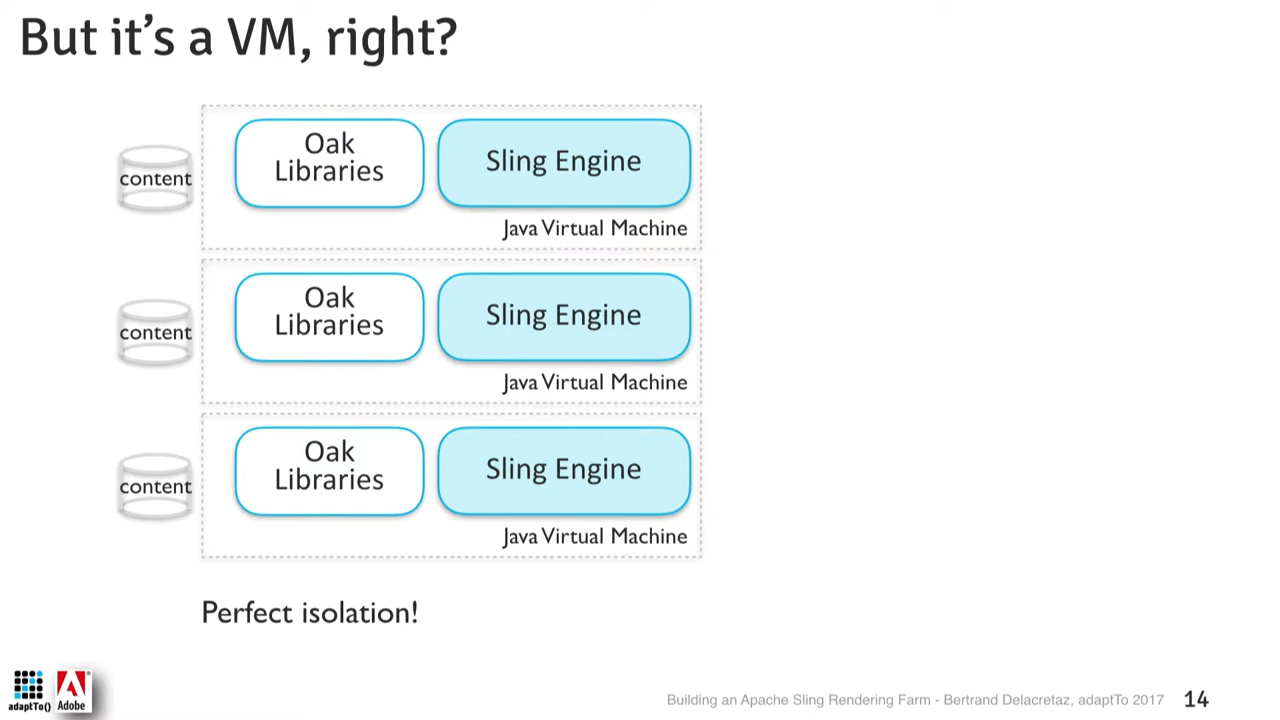 But it's a VM, right?
Oak
Libraries
Sling Engine
content
Java Virtual Machine
Oak
Libraries
Sling Engine
content
Java Virtual Machine
Oak
Libraries
Sling Engine
content
Java Virtual Machine
Perfect isolation!
adaptTo()
Adobe
Building an Apache Sling Rendering Farm - Bertrand Delacretaz, adaptTo 2017
14